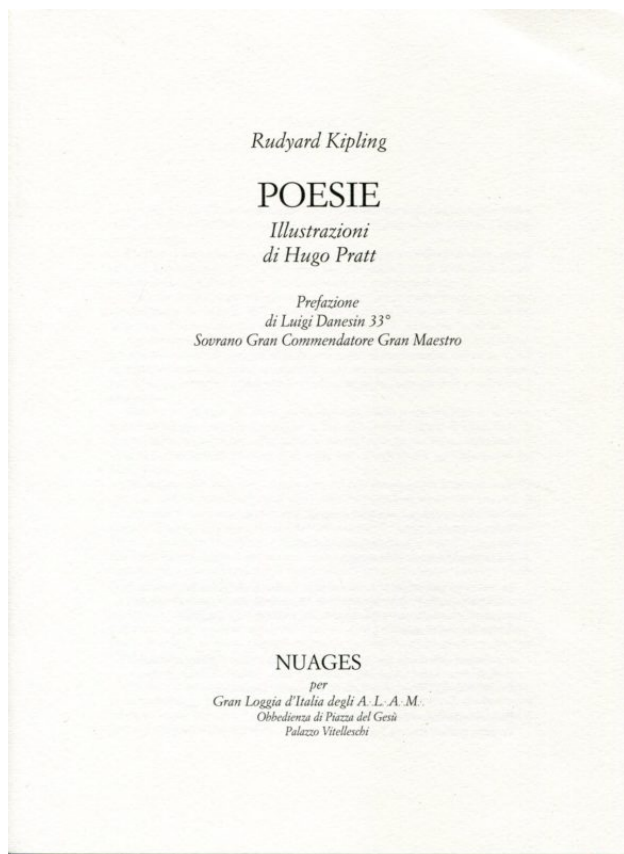 Rudyard Kipling
POESIE
Illustrazioni
di Hugo Pratt
Prefazione
di Luigi Danesin 33°
Sovrano Gran Commendatore Gran Maestro
NUAGES
per
Gran Loggia d'Italia degli A∴L∴A∴M∴
Obbedienza di Piazza del Gesù
Palazzo Vitelleschi